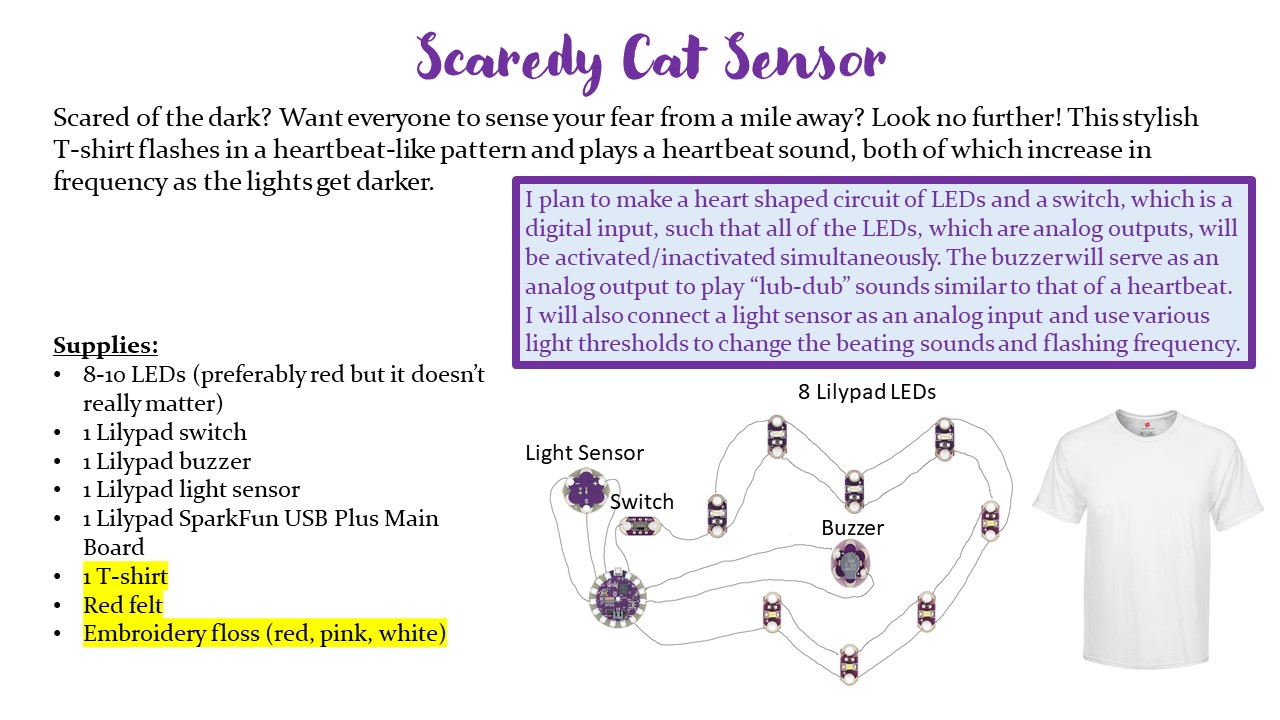 Scaredy Cat Sensor
Scared of the dark? Want everyone to sense your fear from a mile away? Look no further! This stylish
T-shirt flashes in a heartbeat-like pattern and plays a heartbeat sound, both of which increase in
frequency as the lights get darker.
I plan to make a heart shaped circuit of LEDs and a switch, which is a
digital input, such that all of the LEDs, which are analog outputs, will
be activated/inactivated simultaneously. The buzzer will serve as an
analog output to play “lub-dub” sounds similar to that of a heartbeat.
I will also connect a light sensor as an analog input and use various
light thresholds to change the beating sounds and flashing frequency.
Supplies:
• 8-10 LEDs (preferably red but it doesn’t
really matter)
• 1 Lilypad switch
• 1 Lilypad buzzer
• 1 Lilypad light sensor
• 1 Lilypad SparkFun USB Plus Main
Board
• 1 T-shirt
• Red felt
• Embroidery floss (red, pink, white)
8 Lilypad LEDs
Light Sensor
Switch
Buzzer